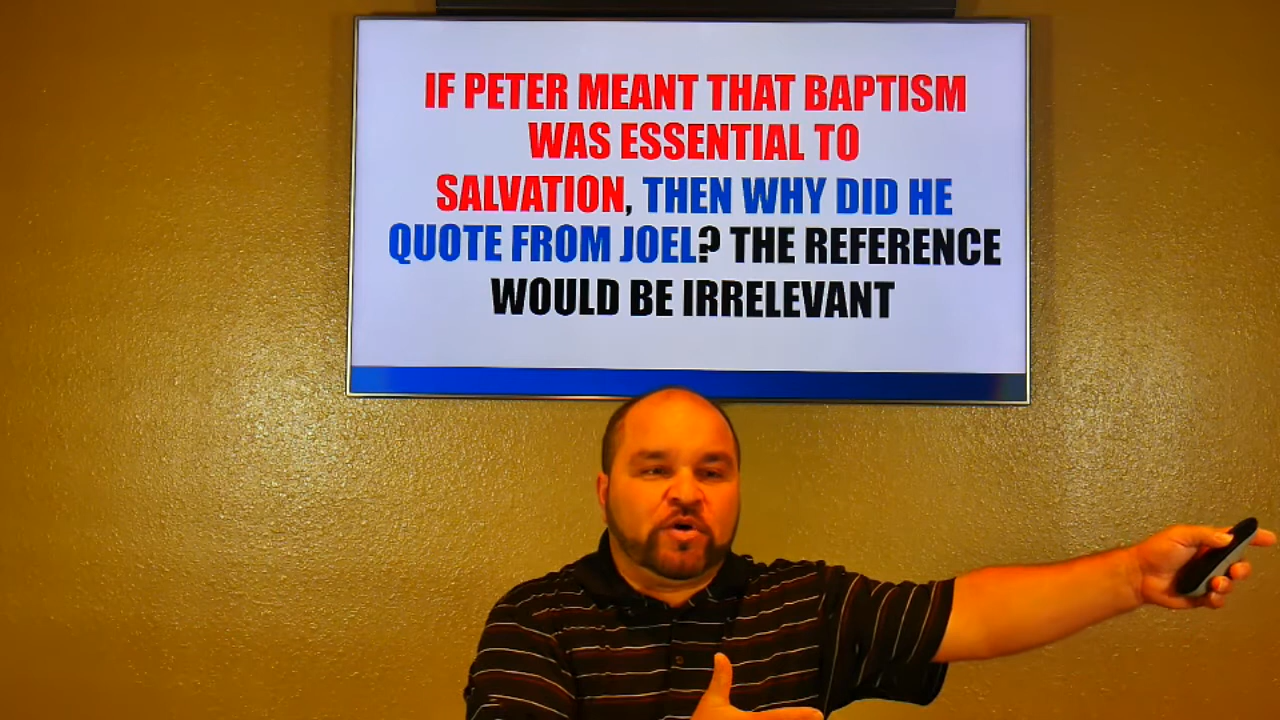 IF PETER MEANT THAT BAPTISM
WAS ESSENTIAL TO
SALVATION, THEN WHY DID HE
QUOTE FROM JOEL? THE REFERENCE
WOULD BE IRRELEVANT